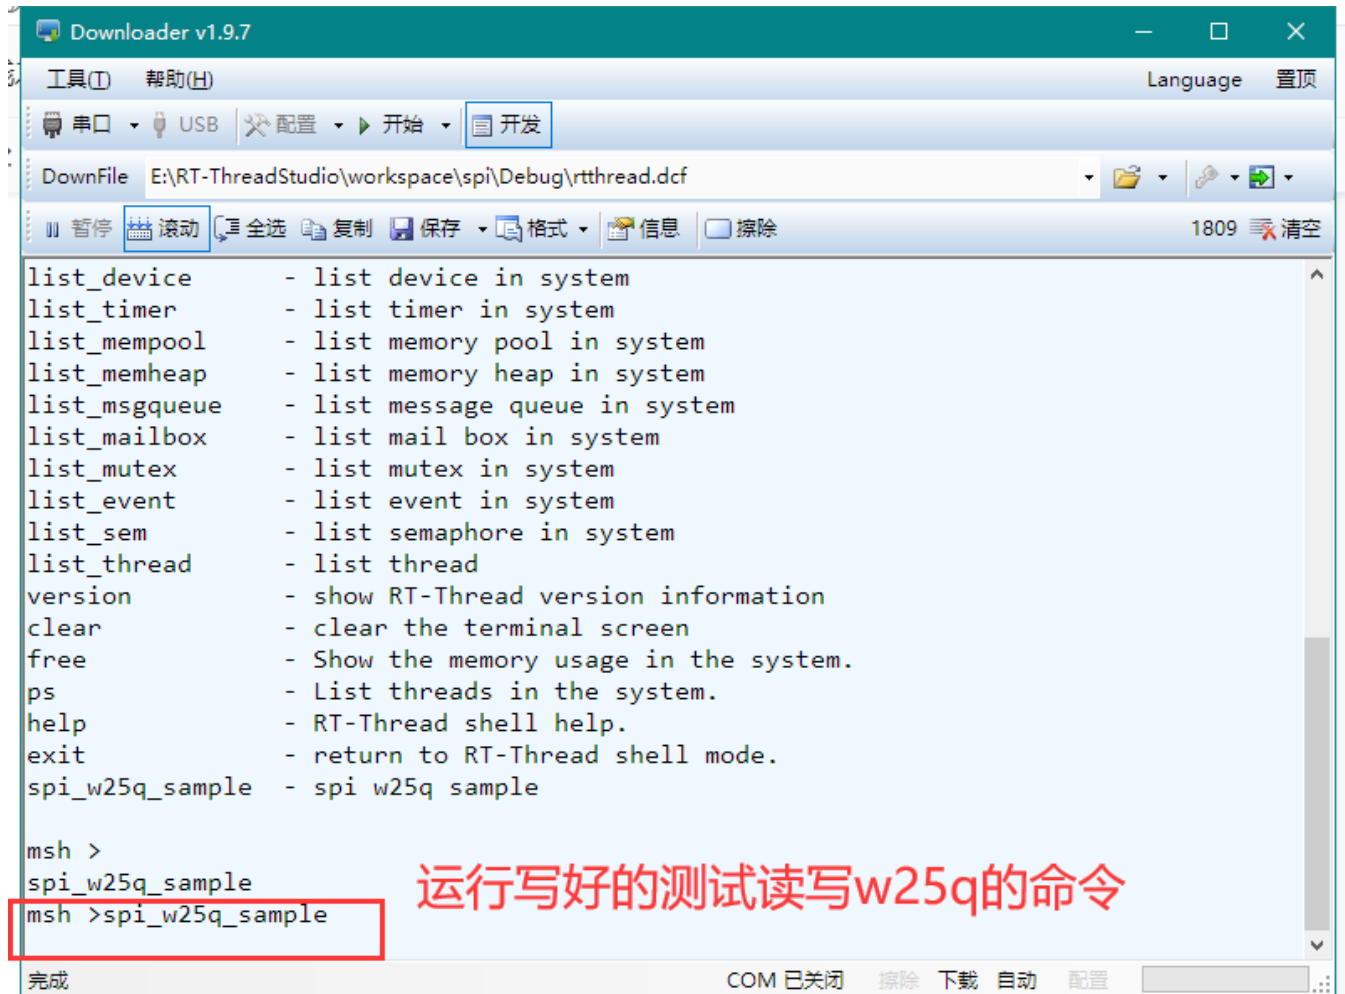 Downloader v1.9.7
工具(T) 帮助(H) Language 置顶
串口 USB 配置 开始 开发
DownFile E:\RT-ThreadStudio\workspace\spi\Debug\rtthread.dcf
暂停 滚动 全选 复制 保存 格式 信息 擦除 1809 清空
list_device - list device in system
list_timer - list timer in system
list_mempool - list memory pool in system
list_memheap - list memory heap in system
list_msgqueue - list message queue in system
list_mailbox - list mail box in system
list_mutex - list mutex in system
list_event - list event in system
list_sem - list semaphore in system
list_thread - list thread
version - show RT-Thread version information
clear - clear the terminal screen
free - Show the memory usage in the system.
ps - List threads in the system.
help - RT-Thread shell help.
exit - return to RT-Thread shell mode.
spi_w25q_sample - spi w25q sample
msh >
spi_w25q_sample
运行写好的测试读写w25q的命令
msh >spi_w25q_sample
完成 COM 已关闭 擦除 下载 自动 配置